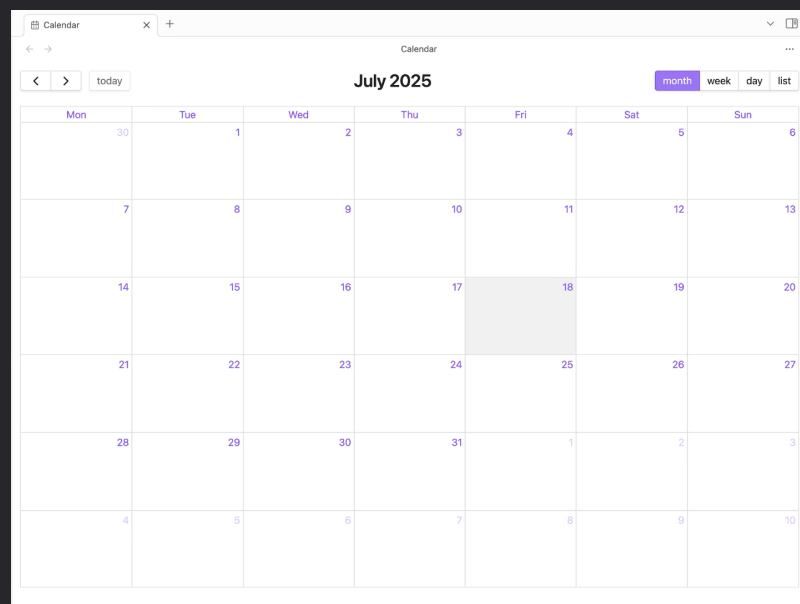 Calendar
Calendar
today
July 2025
month week day list
Mon Tue Wed Thu Fri Sat Sun
30 1 2 3 4 5 6
7 8 9 10 11 12 13
14 15 16 17 18 19 20
21 22 23 24 25 26 27
28 29 30 31 1 2 3
4 5 6 7 8 9 10